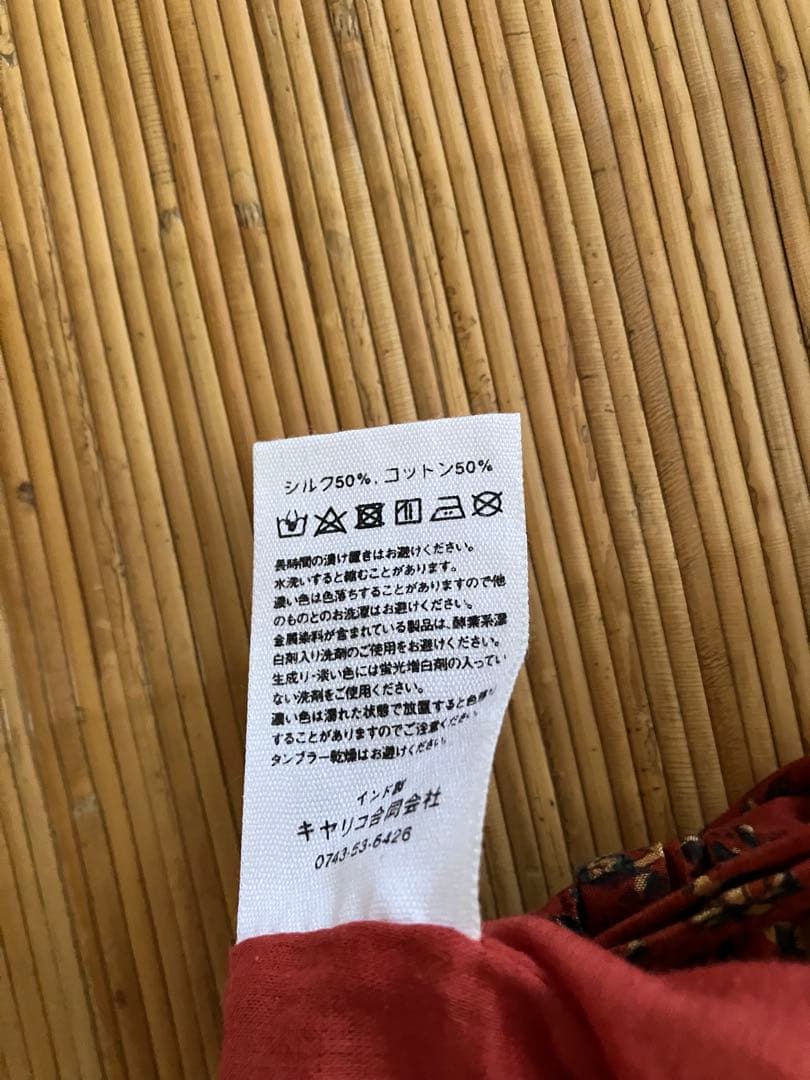 シルク50%, コットン50%
長時間の漬け置きはお避けください。
水洗いすると縮むことがあります。
濃い色は色落ちすることがありますので他
のものとのお洗濯はお避けください。
金属染料が含まれている製品は、酵素系漂
白剤入り洗剤のご使用をお避けください。
生成り・淡い色には蛍光増白剤の入ってい
ない洗剤をご使用ください。
濃い色は濡れた状態で放置すると色移り
することがありますのでご注意ください。
タンブラー乾燥はお避けください。
インド製
キヤリコ合同会社
0743-53-6426